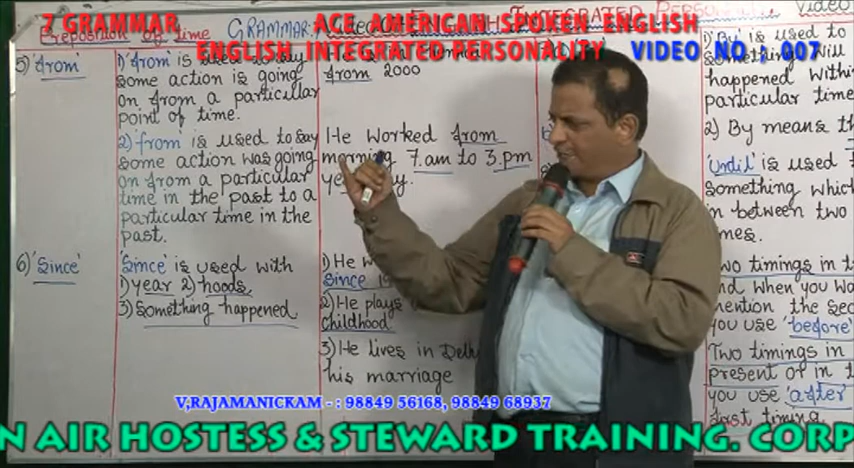 7 GRAMMAR ACE AMERICAN SPOKEN ENGLISH
ENGLISH INTEGRATED PERSONALITY VIDEO NO : 007
Preposition of time
5) 'from'
1) 'from' is used to say
some action is going
on from a particular
point of time.
2) 'from' is used to say
some action was going
on from a particular
time in the past to a
particular time in the
past.
6) 'Since'
'Since' is used with
1) year 2) hoods
3) something happened
from 2000
He worked from
morning 7.am to 3.pm
1) He
Since
2) He plays
childhood
3) He lives in Delh
his marriage
1) 'By' is used to
something will
happened withi
particular time
2) By means th
'Until' is used
something which
in between two
mes.
Two timings in t
and when you wa
mention the sec
you use 'before'
Two timings in
present or in t
you use 'after'
first timing
V,RAJAMANICKAM - : 98849 56168, 98849 68937
N AIR HOSTESS & STEWARD TRAINING. CORP